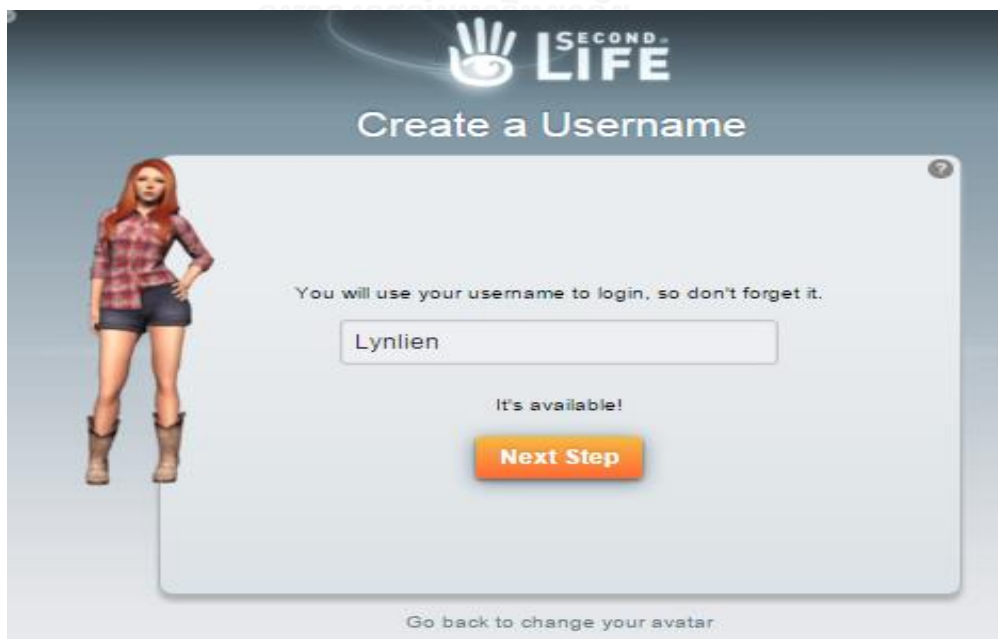 SECOND
LIFE
Create a Username
?
You will use your username to login, so don't forget it.
Lynlien
It's available!
Next Step
Go back to change your avatar